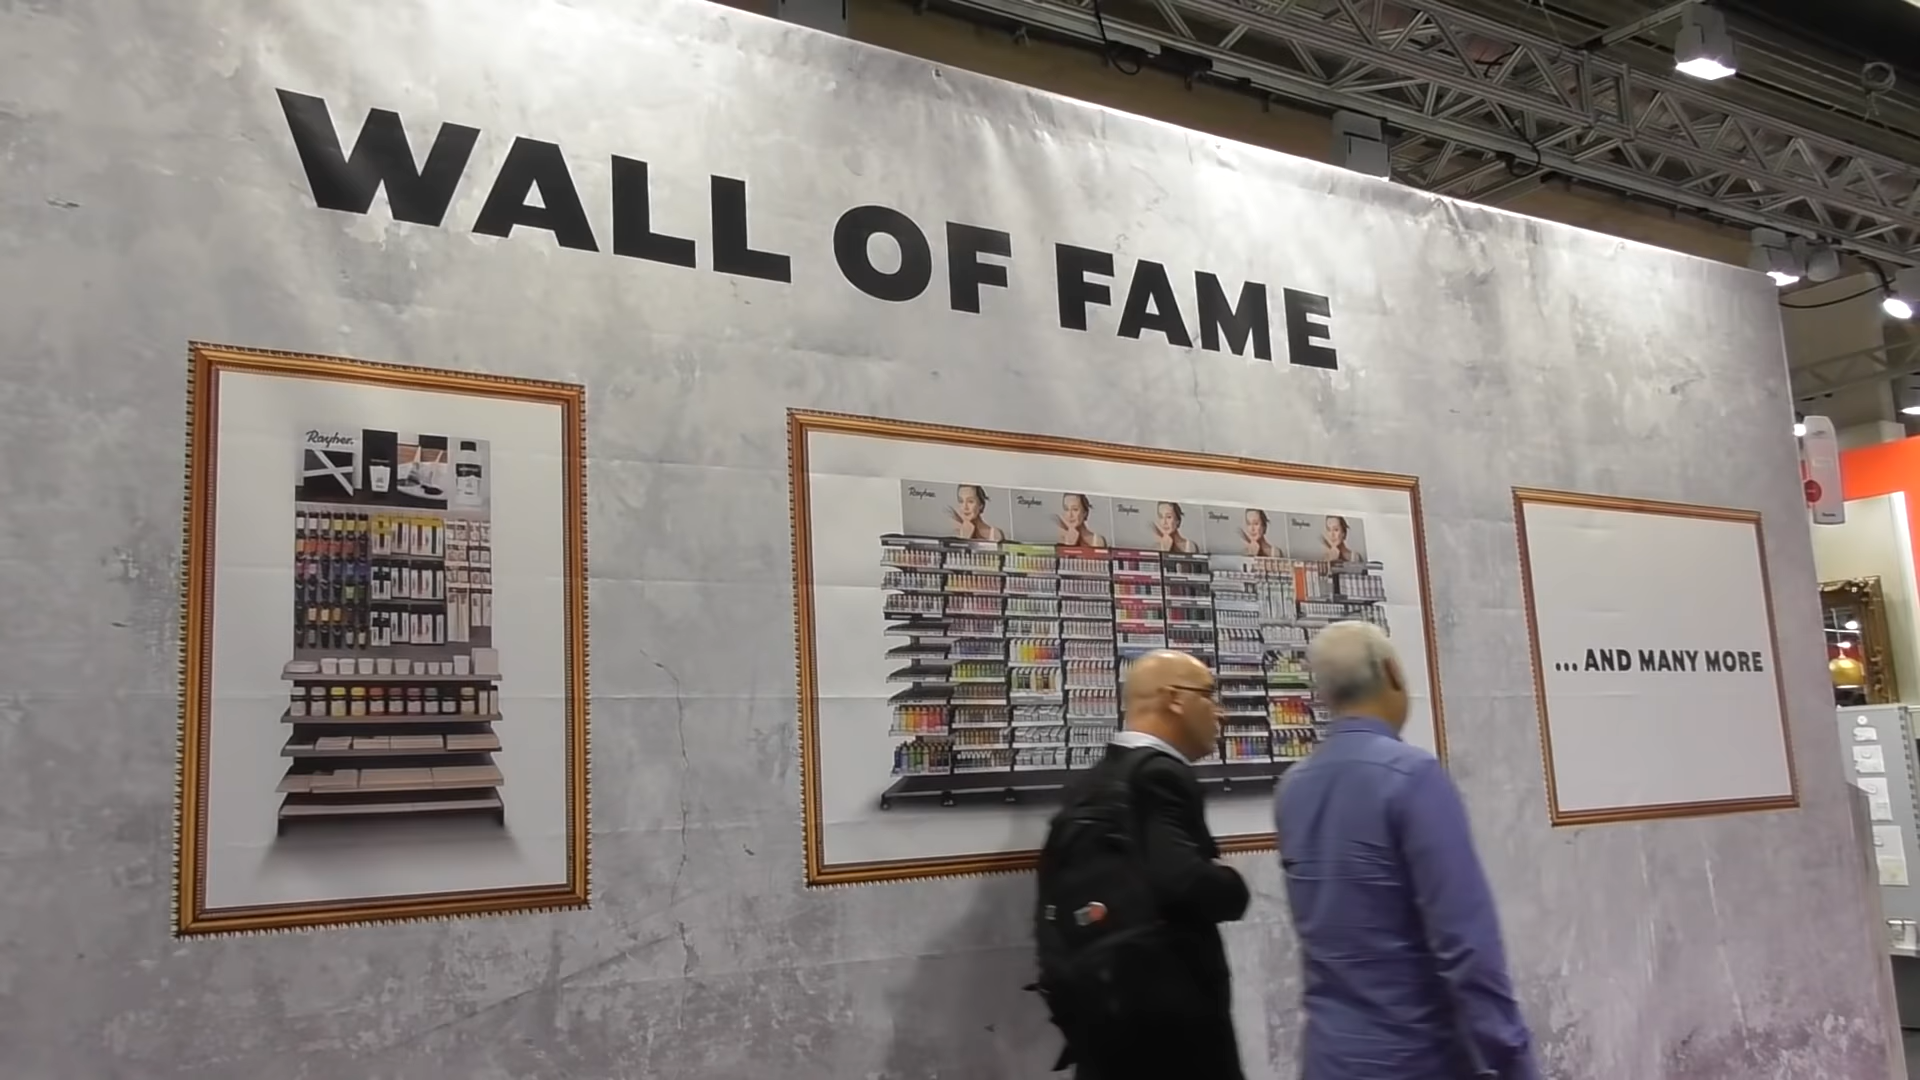 WALL OF FAME
Rayher.
Rayher. Rayher. Rayher. Rayher. Rayher.
... AND MANY MORE